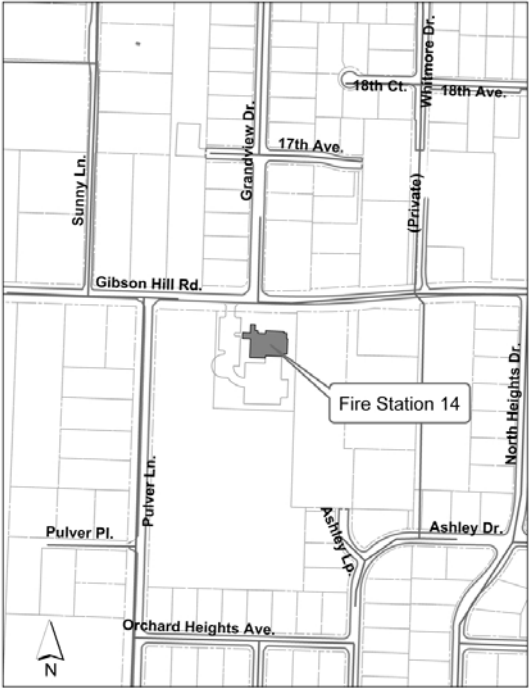 Whitmore Dr.
18th Ct.
18th Ave.
Grandview Dr.
17th Ave.
Sunny Ln.
(Private)
Gibson Hill Rd.
Fire Station 14
North Heights Dr.
Pulver Ln.
Ashley Lp.
Ashley Dr.
Pulver Pl.
Orchard Heights Ave.
N